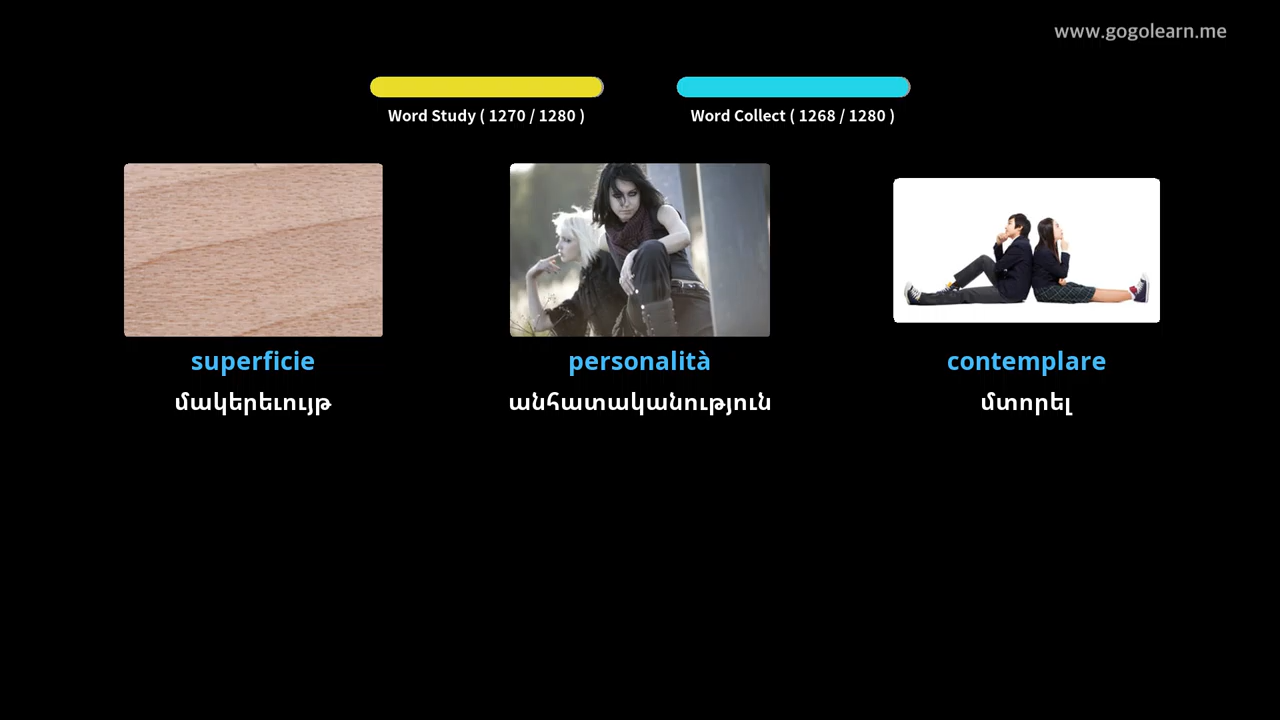 www.gogolearn.me
Word Study ( 1270 / 1280 )
Word Collect ( 1268 / 1280 )
superficie
personalità
contemplare
մակերեւույթ
անհատականություն
մտորել